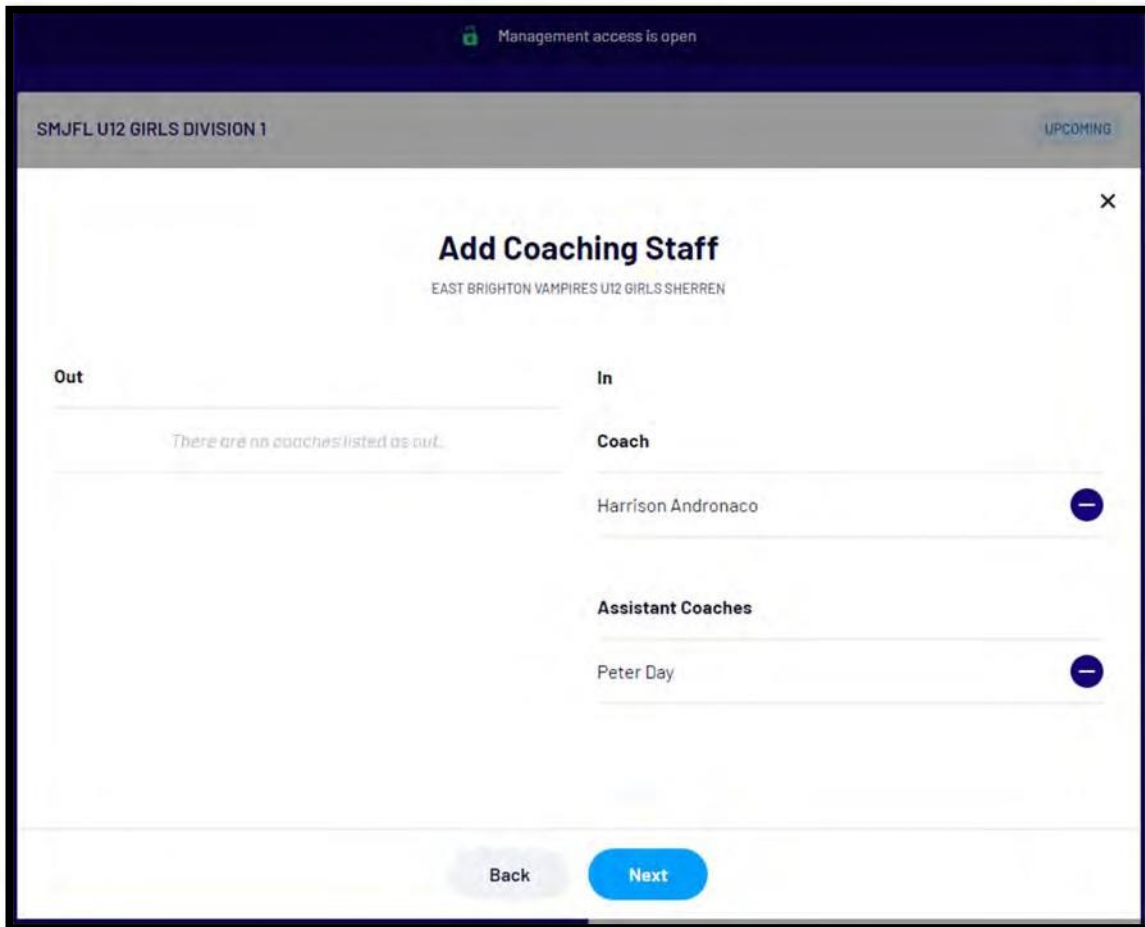 Management access is open
SMJFL U12 GIRLS DIVISION 1
UPCOMING
Add Coaching Staff
EAST BRIGHTON VAMPIRES U12 GIRLS SHERREN
Out
There are no coaches listed as out.
In
Coach
Harrison Andronaco
Assistant Coaches
Peter Day
Back
Next